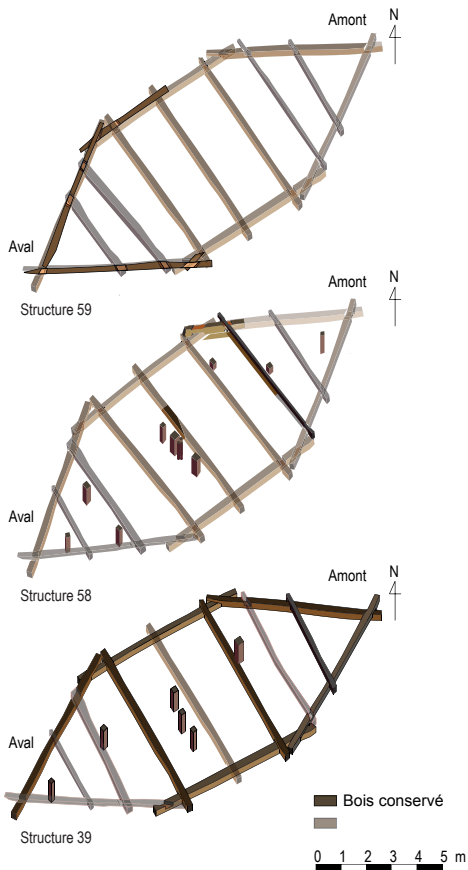 Amont
N
Aval
Structure 59
Amont
N
Aval
Structure 58
Amont
N
Aval
Bois conservé
Structure 39
0 1 2 3 4 5 m